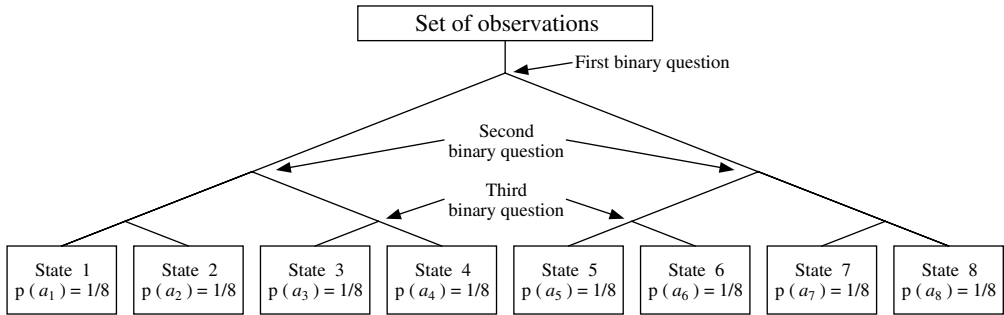 Set of observations
First binary question
Second
binary question
Third
binary question
State 1
p(a₁) = 1/8
State 2
p(a₂) = 1/8
State 3
p(a₃) = 1/8
State 4
p(a₄) = 1/8
State 5
p(a₅) = 1/8
State 6
p(a₆) = 1/8
State 7
p(a₇) = 1/8
State 8
p(a₈) = 1/8